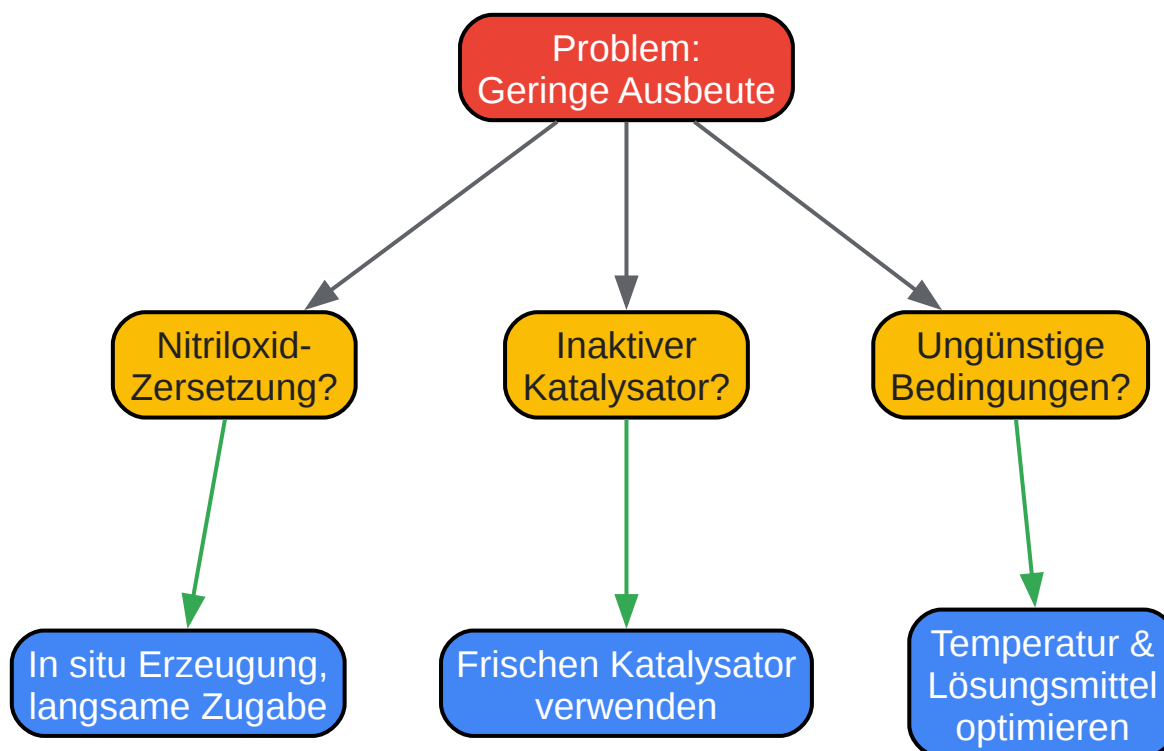 Problem:
Geringe Ausbeute
Nitriloxid-
Zersetzung?
Inaktiver
Katalysator?
Ungünstige
Bedingungen?
In situ Erzeugung,
langsame Zugabe
Frischen Katalysator
verwenden
Temperatur &
Lösungsmittel
optimieren